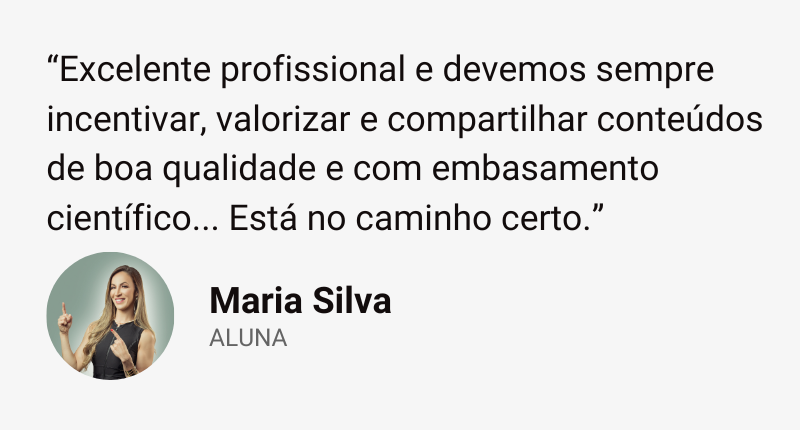 “Excelente profissional e devemos sempre
incentivar, valorizar e compartilhar conteúdos
de boa qualidade e com embasamento
científico... Está no caminho certo.”
Maria Silva
ALUNA